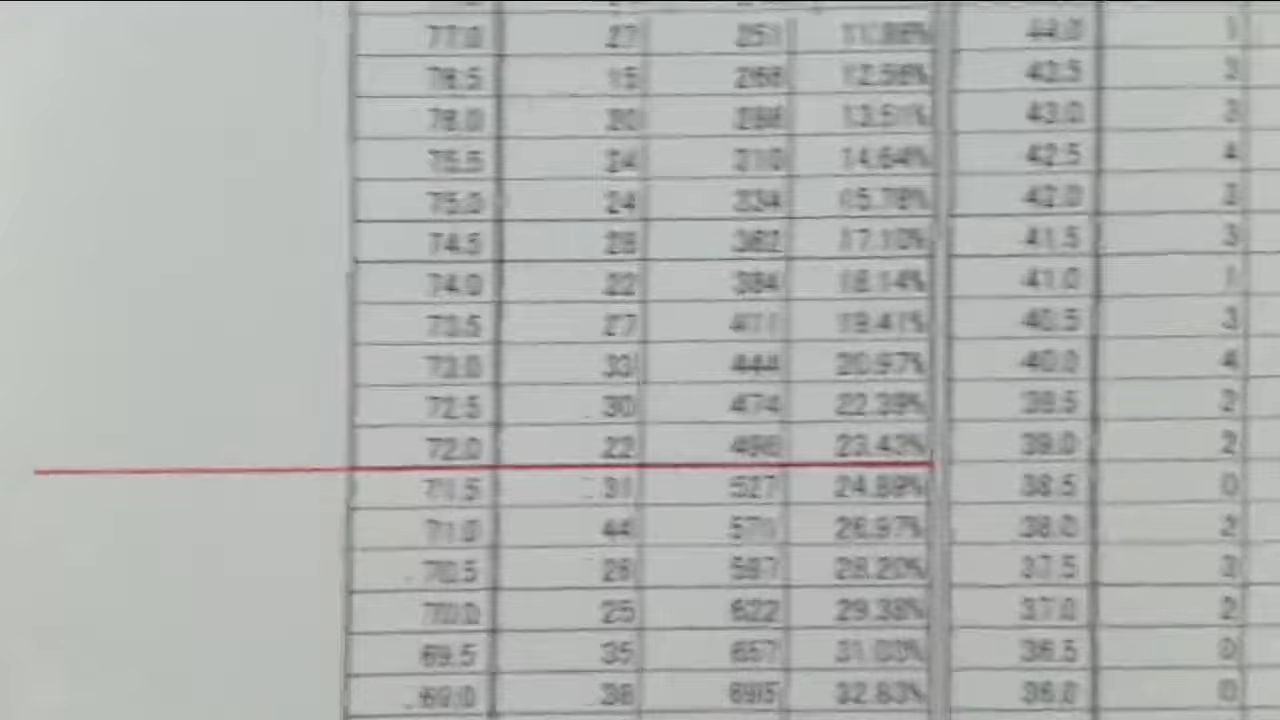 77.0 27 251 11.86% 44.0 1
76.5 15 266 12.56% 43.5
76.0 20 286 13.51% 43.0 3
75.5 24 310 14.64% 42.5 4
75.0 24 334 15.78% 42.0
74.5 28 362 17.10% 41.5 3
74.0 22 384 18.14% 41.0 1
73.5 27 411 19.41% 40.5 3
73.0 33 444 20.97% 40.0 4
72.5 30 474 22.39% 39.5 2
72.0 22 496 23.43% 39.0 2
71.5 31 527 24.89% 38.5 0
71.0 44 571 26.97% 38.0 2
70.5 26 597 28.20% 37.5 3
70.0 25 622 29.38% 37.0 2
69.5 35 657 31.03% 36.5 0
69.0 38 695 32.83% 36.0 0